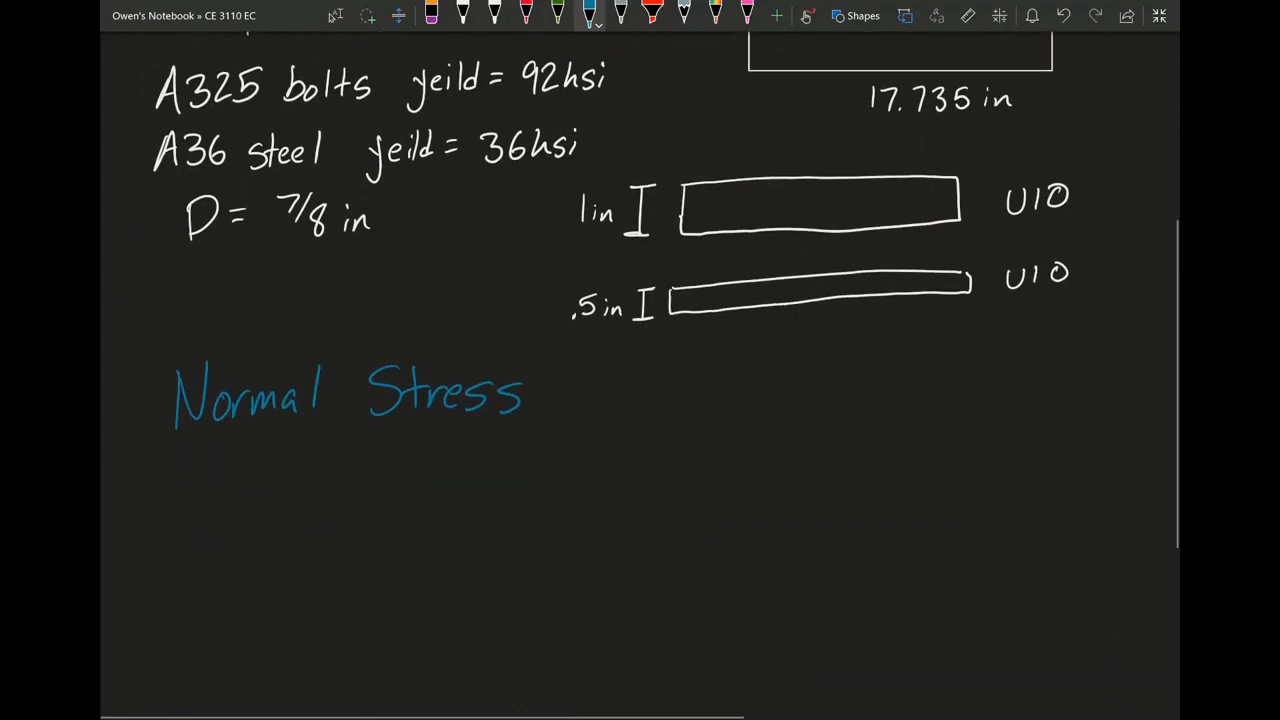 Owen's Notebook » CE 3110 EC
Shapes
A325 bolts yeild = 92ksi
17.735 in
A36 steel yeild = 36ksi
D = 7/8 in
1in
U10
.5in
U10
Normal Stress